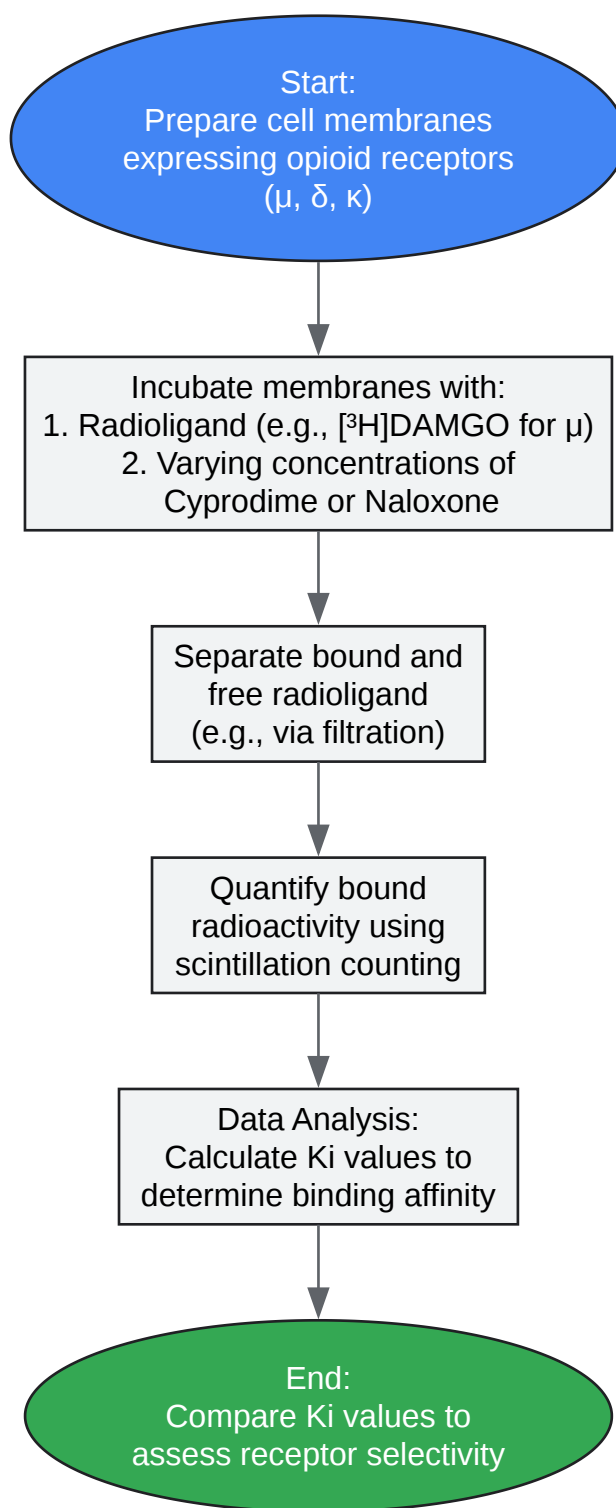 Start:
Prepare cell membranes
expressing opioid receptors
(μ, δ, κ)
Incubate membranes with:
1. Radioligand (e.g., [³H]DAMGO for μ)
2. Varying concentrations of
Cyprodime or Naloxone
Separate bound and
free radioligand
(e.g., via filtration)
Quantify bound
radioactivity using
scintillation counting
Data Analysis:
Calculate Ki values to
determine binding affinity
End:
Compare Ki values to
assess receptor selectivity